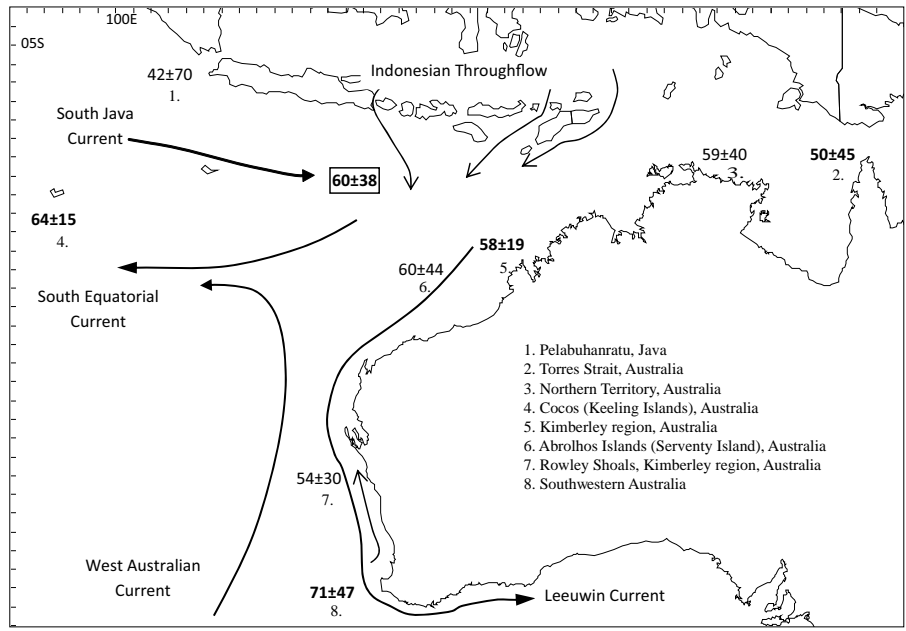 100E
05S
Indonesian Throughflow
42±70
1.
South Java
Current
60±38
59±40
3.
50±45
2.
64±15
4.
58±19
5.
60±44
6.
South Equatorial
Current
1. Pelabuhanratu, Java
2. Torres Strait, Australia
3. Northern Territory, Australia
4. Cocos (Keeling Islands), Australia
5. Kimberley region, Australia
6. Abrolhos Islands (Serventy Island), Australia
7. Rowley Shoals, Kimberley region, Australia
8. Southwestern Australia
54±30
7.
West Australian
Current
71±47
8.
Leeuwin Current